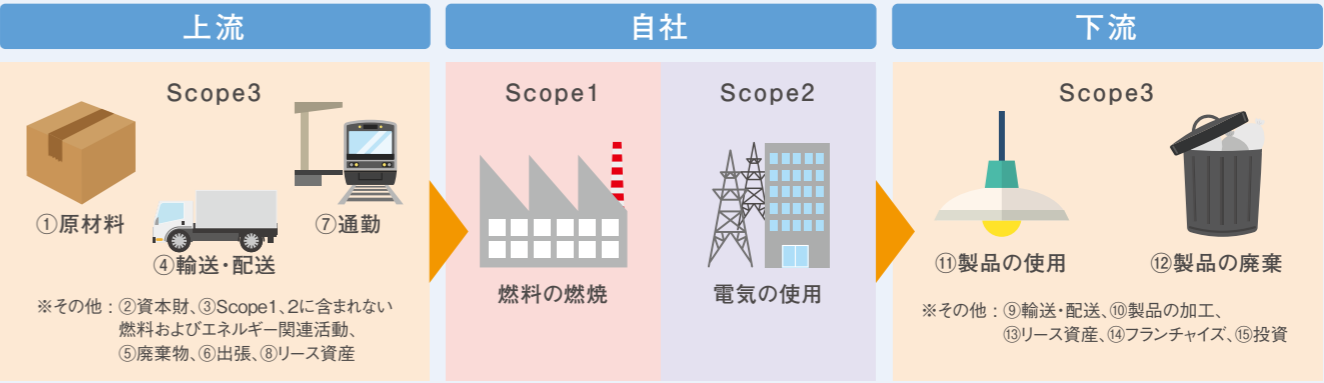 上流
Scope3
①原材料
④輸送・配送
⑦通勤
※その他：②資本財、③Scope1、2に含まれない
燃料およびエネルギー関連活動、
⑤廃棄物、⑥出張、⑧リース資産
自社
Scope1
燃料の燃焼
Scope2
電気の使用
下流
Scope3
⑪製品の使用
⑫製品の廃棄
※その他：⑨輸送・配送、⑩製品の加工、
⑬リース資産、⑭フランチャイズ、⑮投資